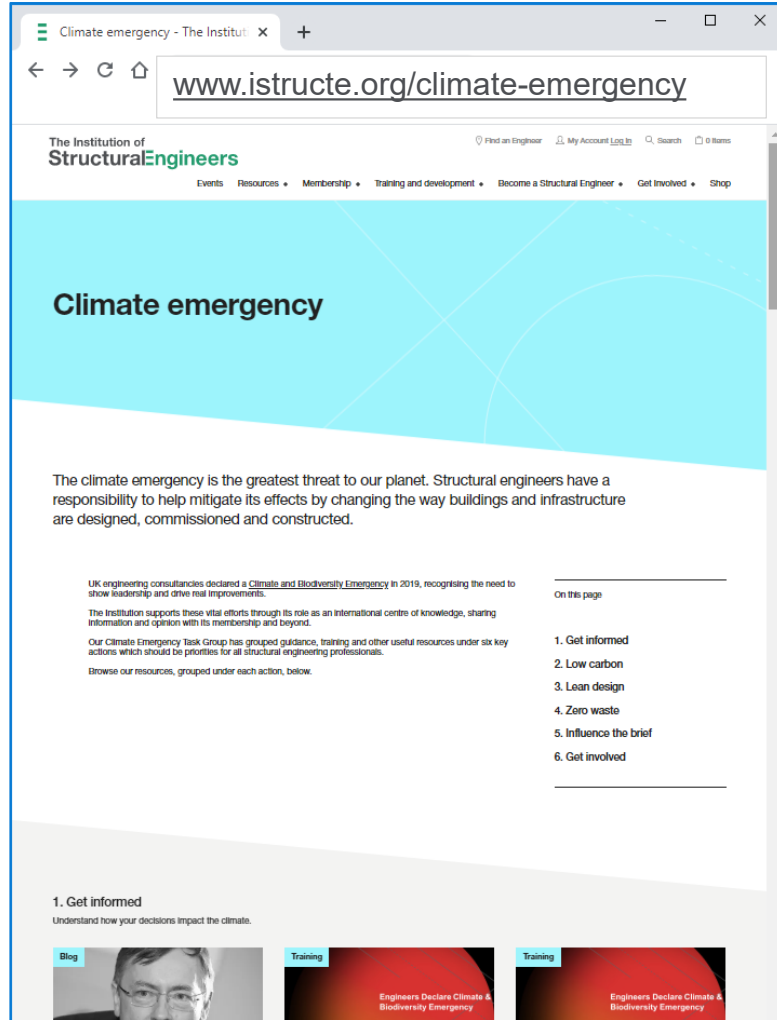 Climate emergency - The Instituti
www.istructe.org/climate-emergency
The Institution of
StructuralEngineers
Find an Engineer My Account Log In Search 0 Items
Events Resources Membership Training and development Become a Structural Engineer Get Involved Shop
Climate emergency
The climate emergency is the greatest threat to our planet. Structural engineers have a
responsibility to help mitigate its effects by changing the way buildings and infrastructure
are designed, commissioned and constructed.
UK engineering consultancies declared a Climate and Biodiversity Emergency in 2019, recognising the need to
show leadership and drive real improvements.
The Institution supports these vital efforts through its role as an international centre of knowledge, sharing
information and opinion with its membership and beyond.
Our Climate Emergency Task Group has grouped guidance, training and other useful resources under six key
actions which should be priorities for all structural engineering professionals.
Browse our resources, grouped under each action, below.
On this page
1. Get informed
2. Low carbon
3. Lean design
4. Zero waste
5. Influence the brief
6. Get involved
1. Get informed
Understand how your decisions impact the climate.
Blog
Training
Engineers Declare Climate &
Biodiversity Emergency
Training
Engineers Declare Climate &
Biodiversity Emergency